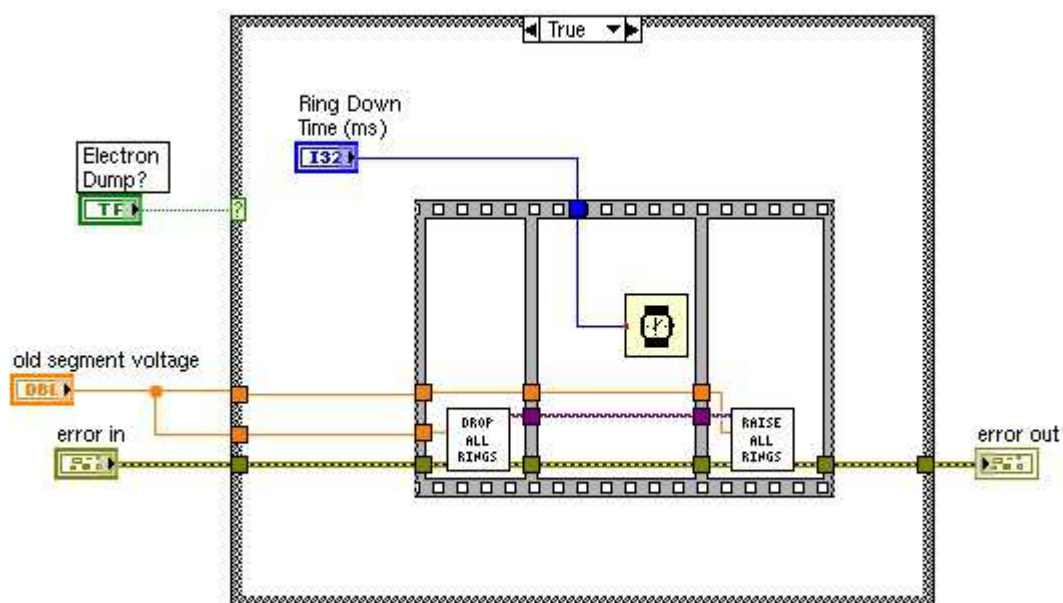 True
Ring Down
Time (ms)
I32
Electron
Dump?
TF
?
old segment voltage
DBL
DROP
ALL
RINGS
RAISE
ALL
RINGS
error in
error out